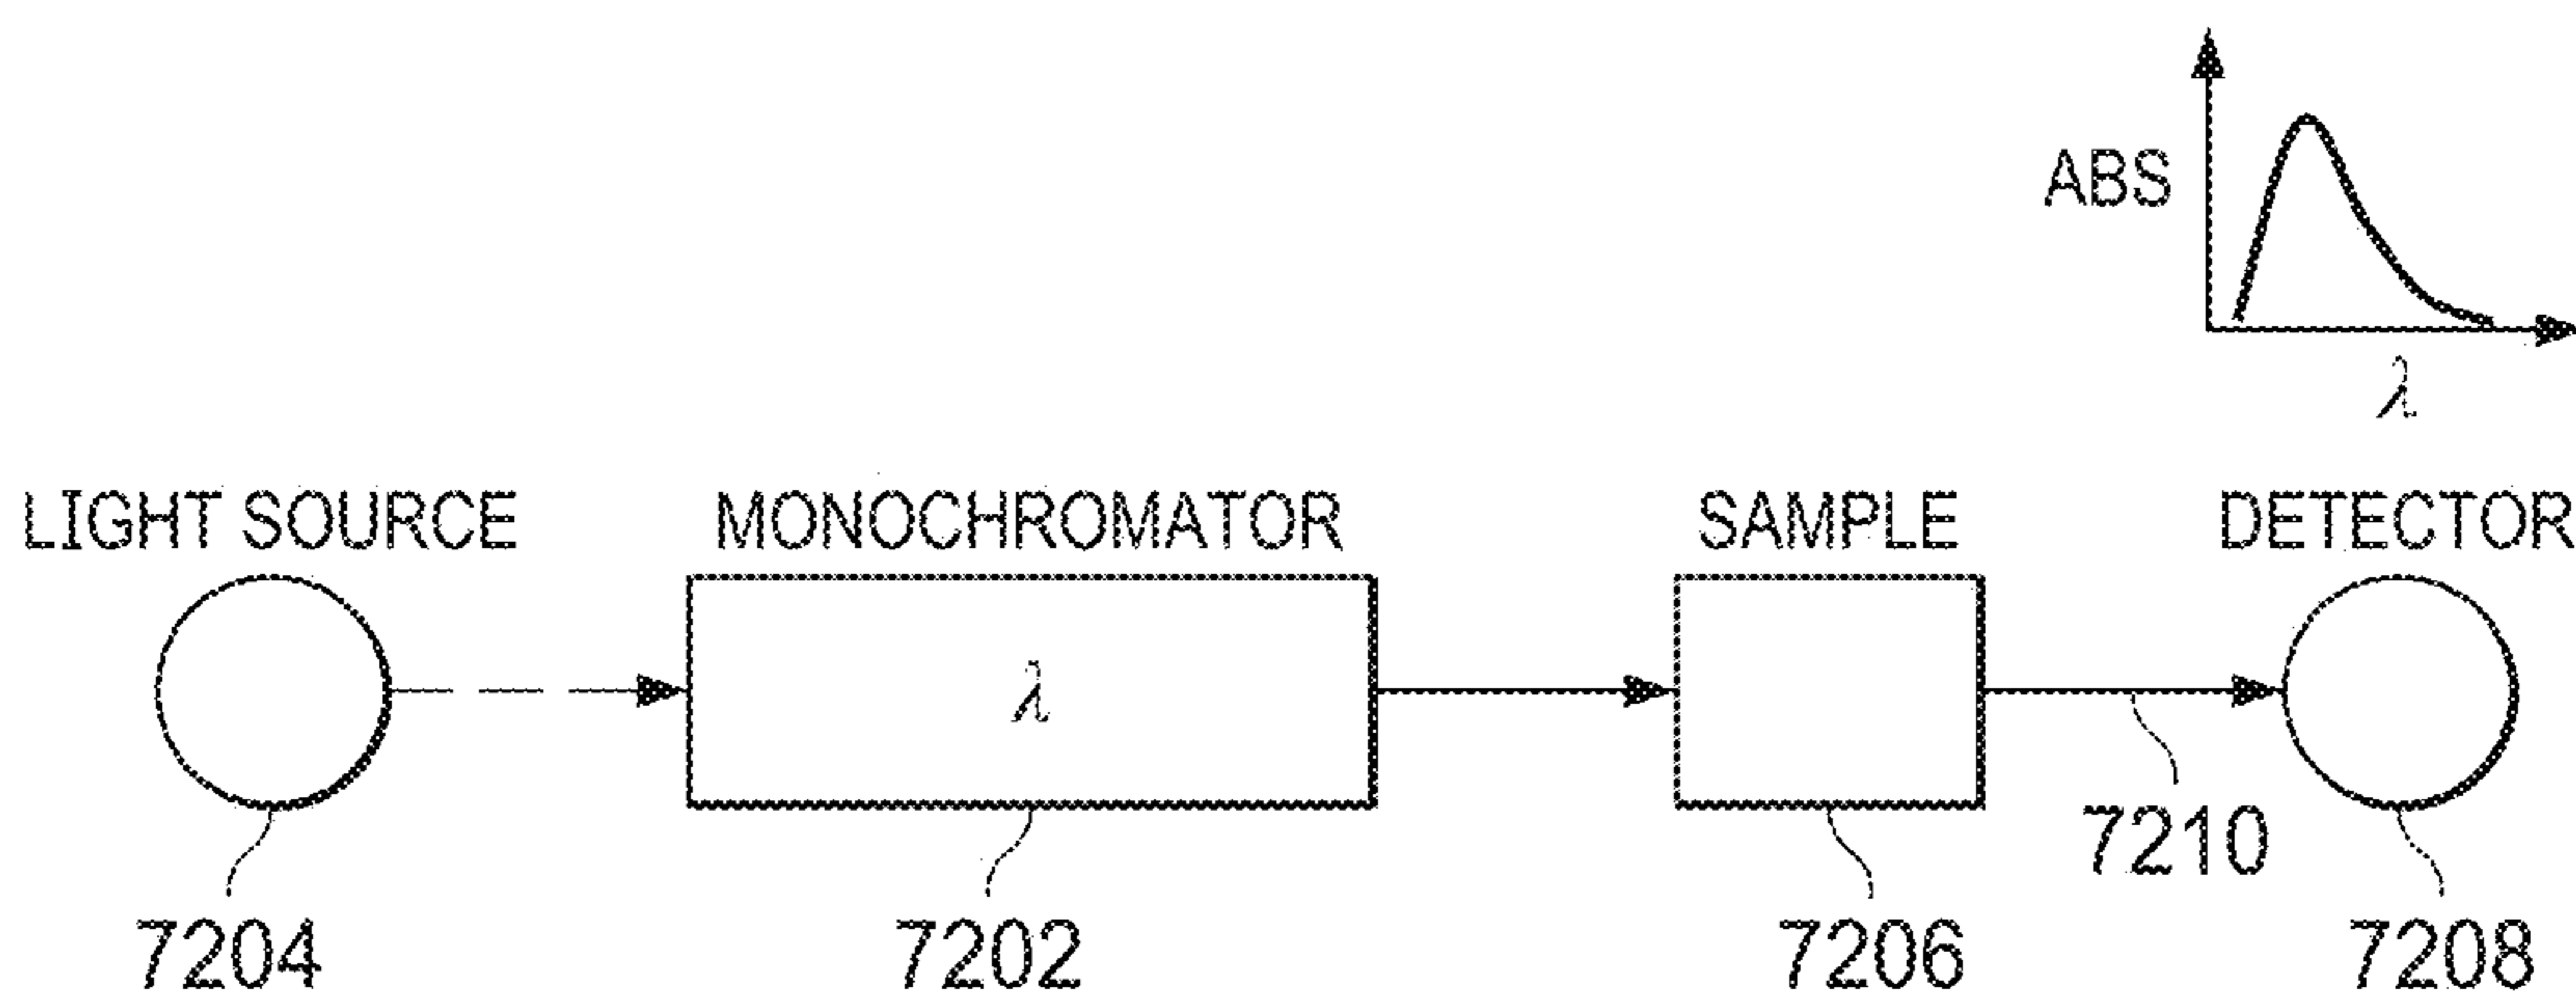 ABS
λ
LIGHT SOURCE
MONOCHROMATOR
SAMPLE
DETECTOR
λ
7210
7204
7202
7206
7208